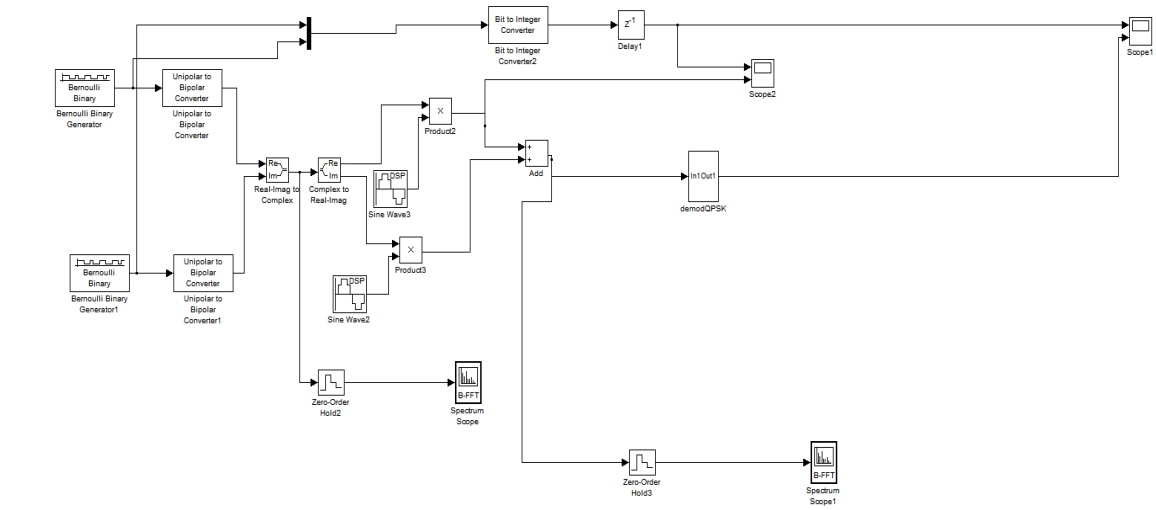 Bit to Integer
Converter
Bit to Integer
Converter2
Z-1
Delay1
Scope1
Bernoulli
Binary
Bernoulli Binary
Generator
Unipolar to
Bipolar
Converter
Unipolar to
Bipolar
Converter
Scope2
X
Product2
Re
Im
Real-Imag to
Complex
Re
Im
Complex to
Real-Imag
DSP
Sine Wave3
+
+
Add
In1Out1
demodQPSK
X
Product3
Bernoulli
Binary
Bernoulli Binary
Generator1
Unipolar to
Bipolar
Converter
Unipolar to
Bipolar
Converter1
DSP
Sine Wave2
Zero-Order
Hold2
B-FFT
Spectrum
Scope
Zero-Order
Hold3
B-FFT
Spectrum
Scope1